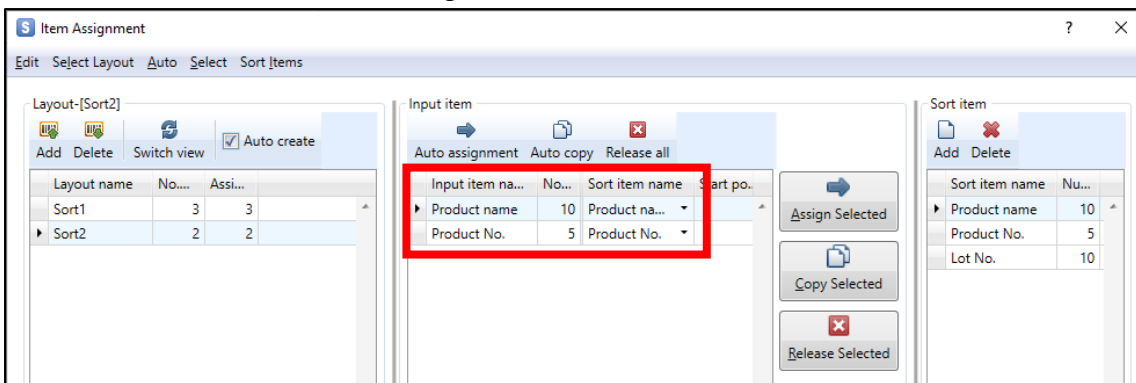 S Item Assignment ? ×
Edit Select Layout Auto Select Sort Items
Layout-[Sort2]
Add Delete Switch view Auto create
Layout name No.... Assi...
Sort1 3 3
Sort2 2 2
Input item
Auto assignment Auto copy Release all
Input item na... No... Sort item name Start po..
Product name 10 Product na...
Product No. 5 Product No.
Assign Selected
Copy Selected
Release Selected
Sort item
Add Delete
Sort item name Nu...
Product name 10
Product No. 5
Lot No. 10